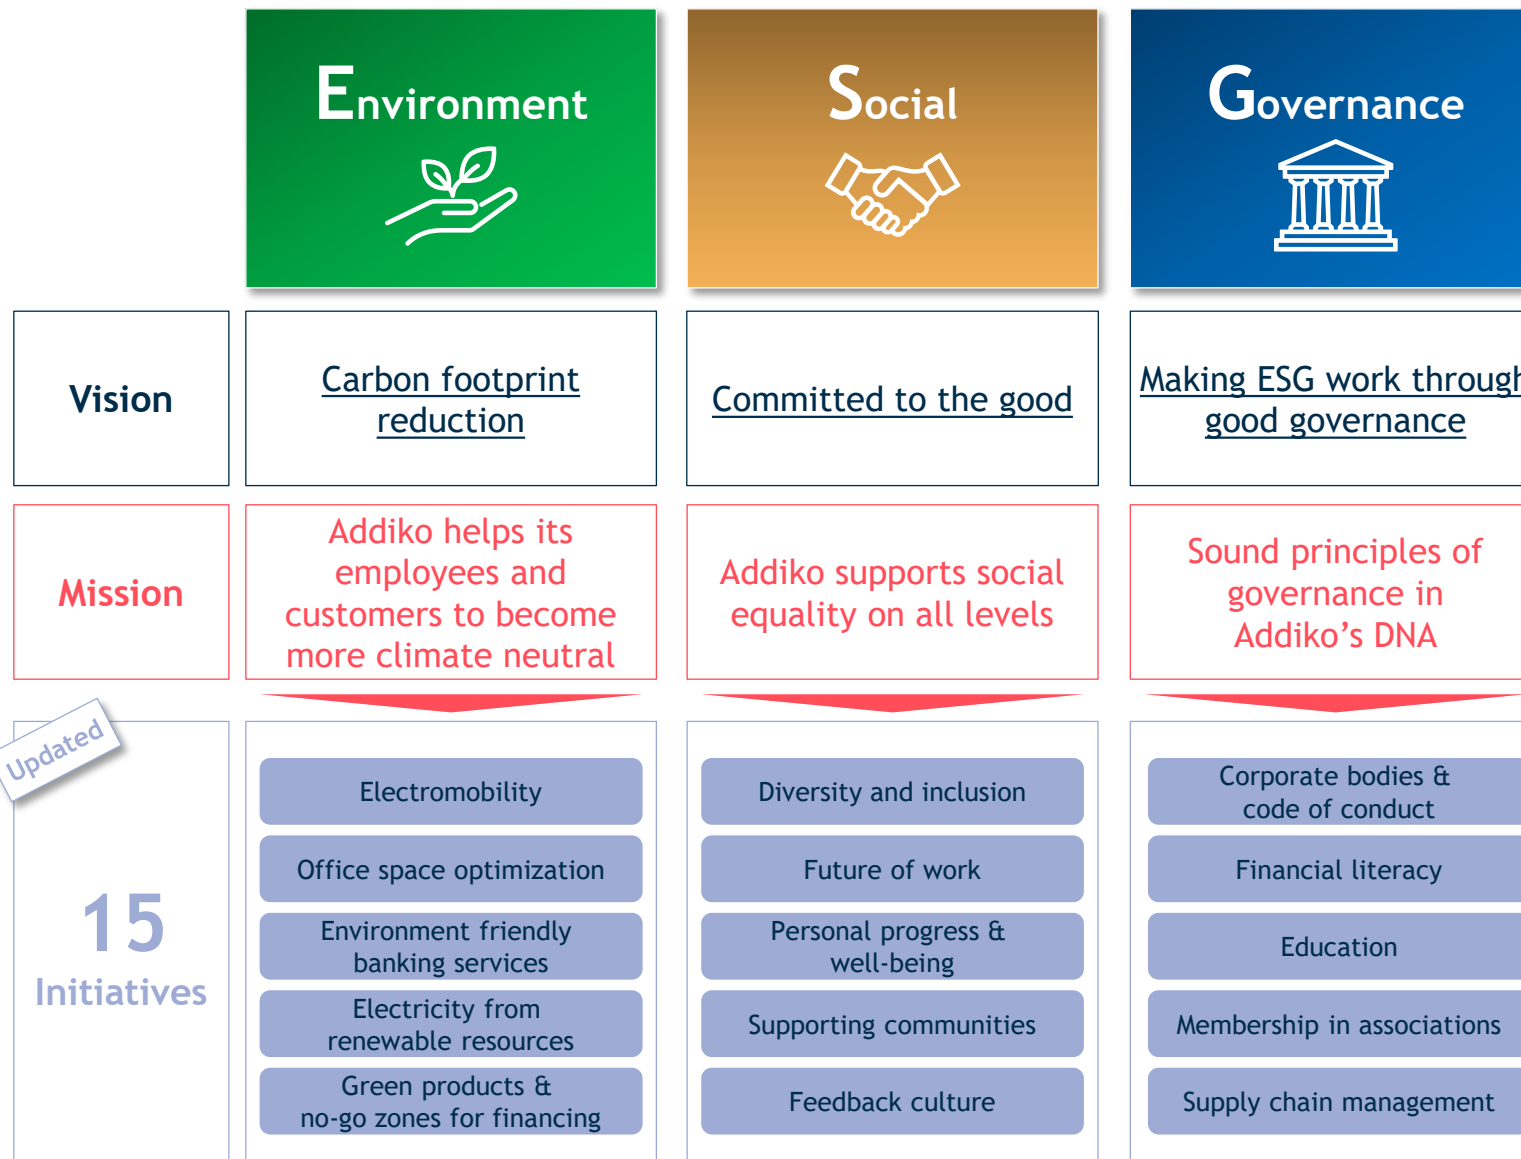 Environment
Social
Governance
Vision
Carbon footprint
reduction
Committed to the good
Making ESG work through
good governance
Mission
Addiko helps its
employees and
customers to become
more climate neutral
Addiko supports social
equality on all levels
Sound principles of
governance in
Addiko’s DNA
Updated
15
Initiatives
Electromobility
Office space optimization
Environment friendly
banking services
Electricity from
renewable resources
Green products &
no-go zones for financing
Diversity and inclusion
Future of work
Personal progress &
well-being
Supporting communities
Feedback culture
Corporate bodies &
code of conduct
Financial literacy
Education
Membership in associations
Supply chain management